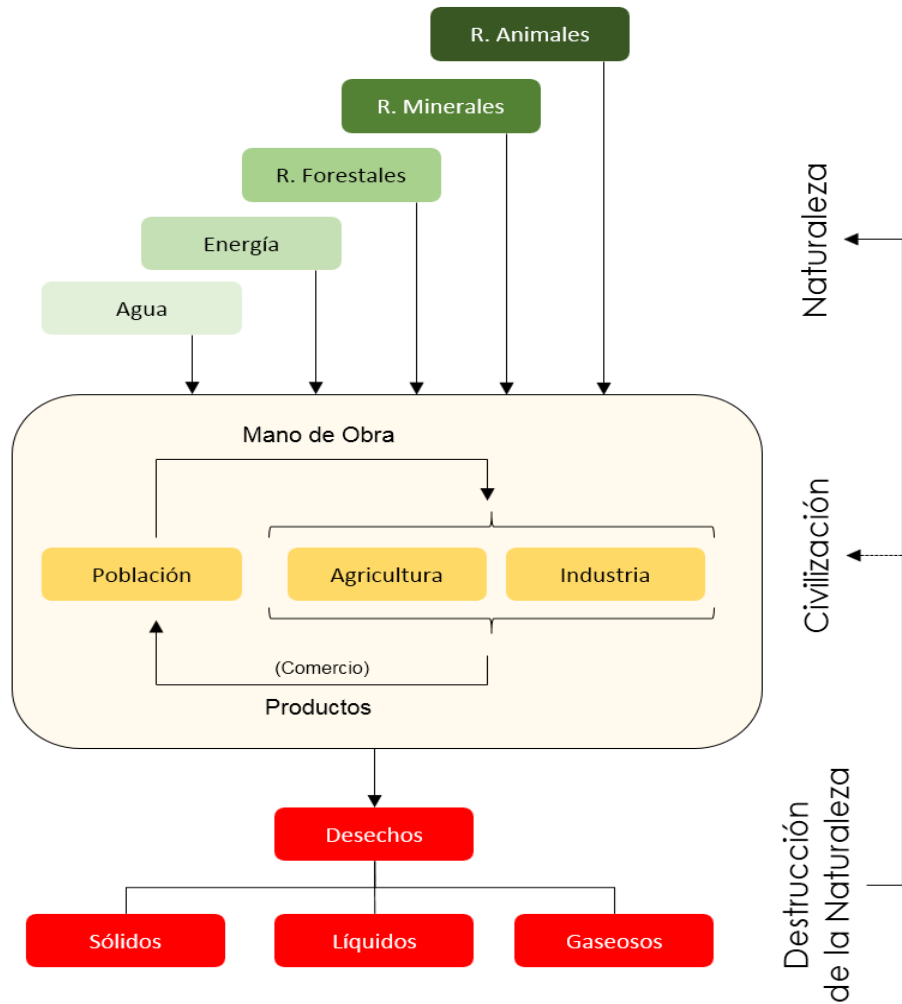 R. Animales
R. Minerales
R. Forestales
Energía
Agua
Naturaleza
Mano de Obra
Población
Agricultura
Industria
(Comercio)
Productos
Civilización
Desechos
Sólidos
Líquidos
Gaseosos
Destrucción
de la Naturaleza